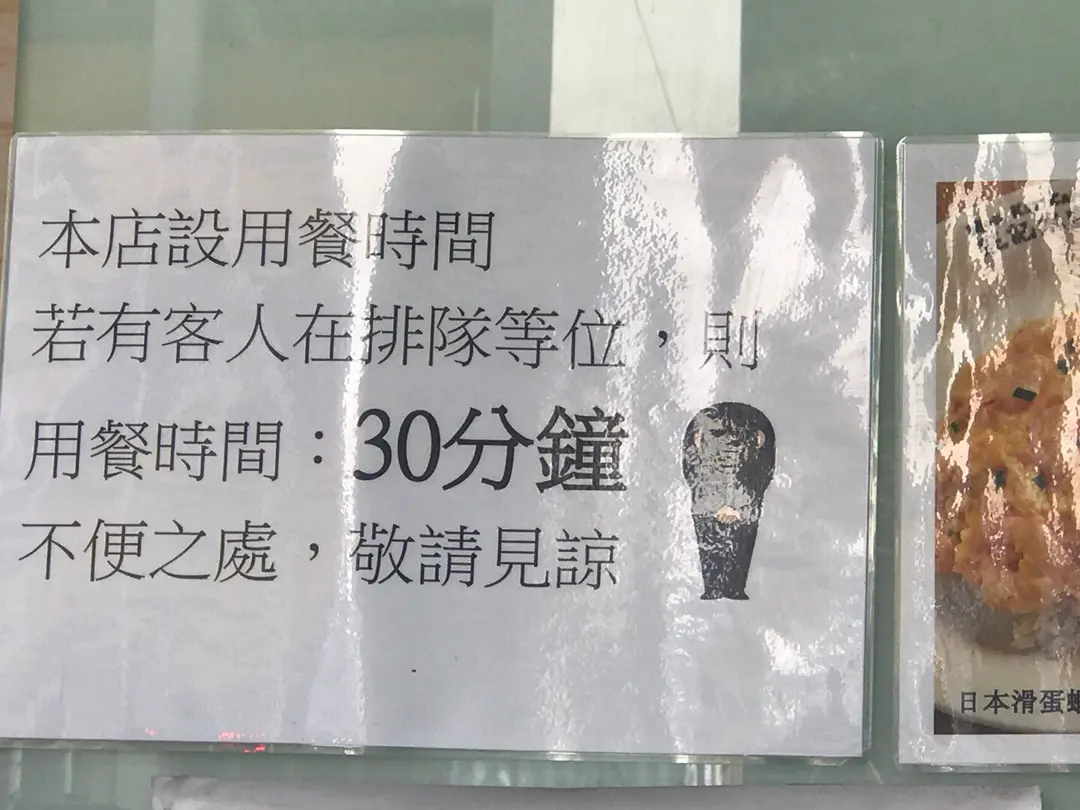 本店設用餐時間
若有客人在排隊等位，則
用餐時間：30分鐘
不便之處，敬請見諒
日本滑蛋蝦